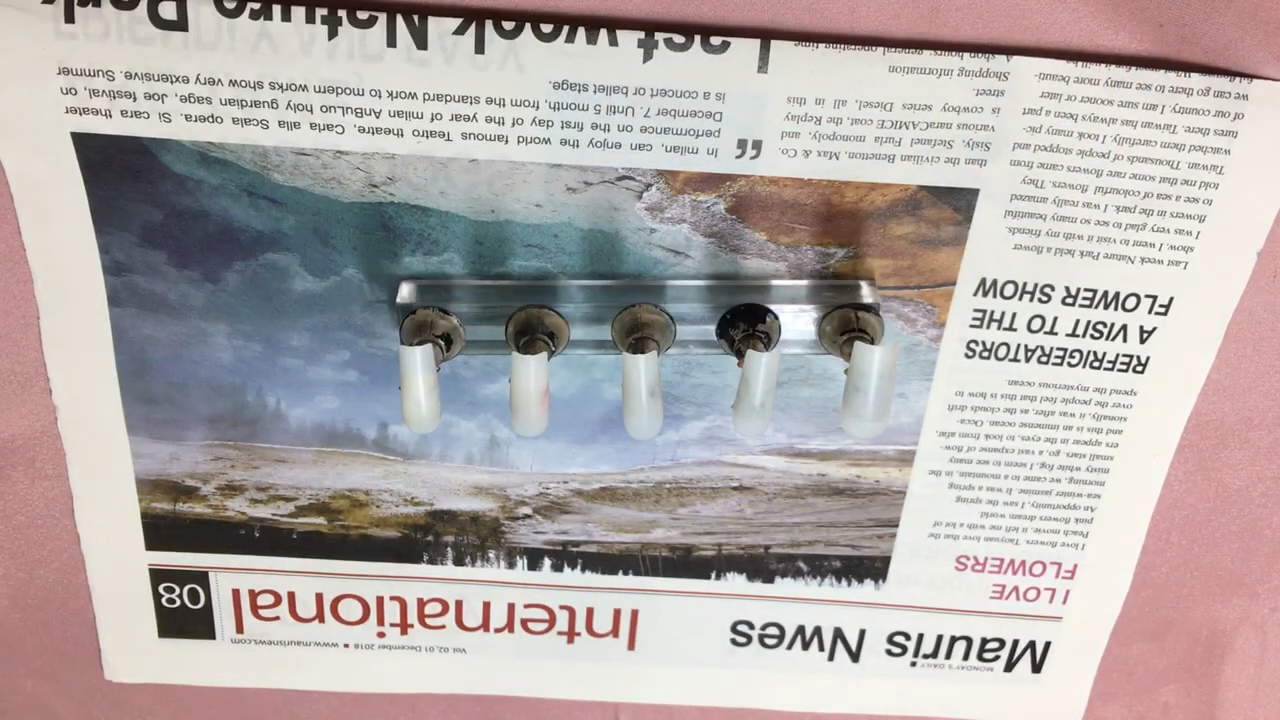 MONDAY'S DAILY
Mauris Nwes
International
Vol. 02, 01 December 2018 ■ www.maurisnews.com
08
I LOVE
FLOWERS
I love flowers. Taoyuan love that the
Peach movie, it left me with a lot of
pink flowers dream world.
An opportunity, I saw the spring
sea-winter jasmine. It was a spring
morning, we came to a mountain, in the
misty white fog, I seem to see many
small stars. go, a vast expanse of flow-
ers appear in the eyes, to look from afar,
and this is an immense ocean. Occa-
sionally, it was after, as the clouds drift
over the people feel that this is how to
spend the mysterious ocean.
REFRIGERATORS
A VISIT TO THE
FLOWER SHOW
Last week Nature Park held a flower
show. I went to visit it with my friends.
I was very glad to see so many beautiful
flowers in the park. I was really amazed
to see a sea of colourful flowers. They
told me that some rare flowers came from
Taiwan. Thousands of people stopped and
watched them carefully. I took many pic-
tures there. Taiwan has always been a part
of our country. I am sure sooner or later
we can go there to see many more beauti-
than the civilian Benetton, Max & Co.
Sisly, Stefanel Furla monopoly, and
various naraCAMICE coat, the Replay
is cowboy series Diesel, all in this
street.
Shopping information
shop hours: general operating time
“
In milan, can enjoy the world famous Teatro theatre, Carla alla Scala opera. Si cara theater
performance on the first day of the year of milan AnBuLuo holy guardian sage, Joe festival, on
December 7. Until 5 month, from the standard work to modern works show very extensive. Summer
is a concert or ballet stage.
Last week Nature Park